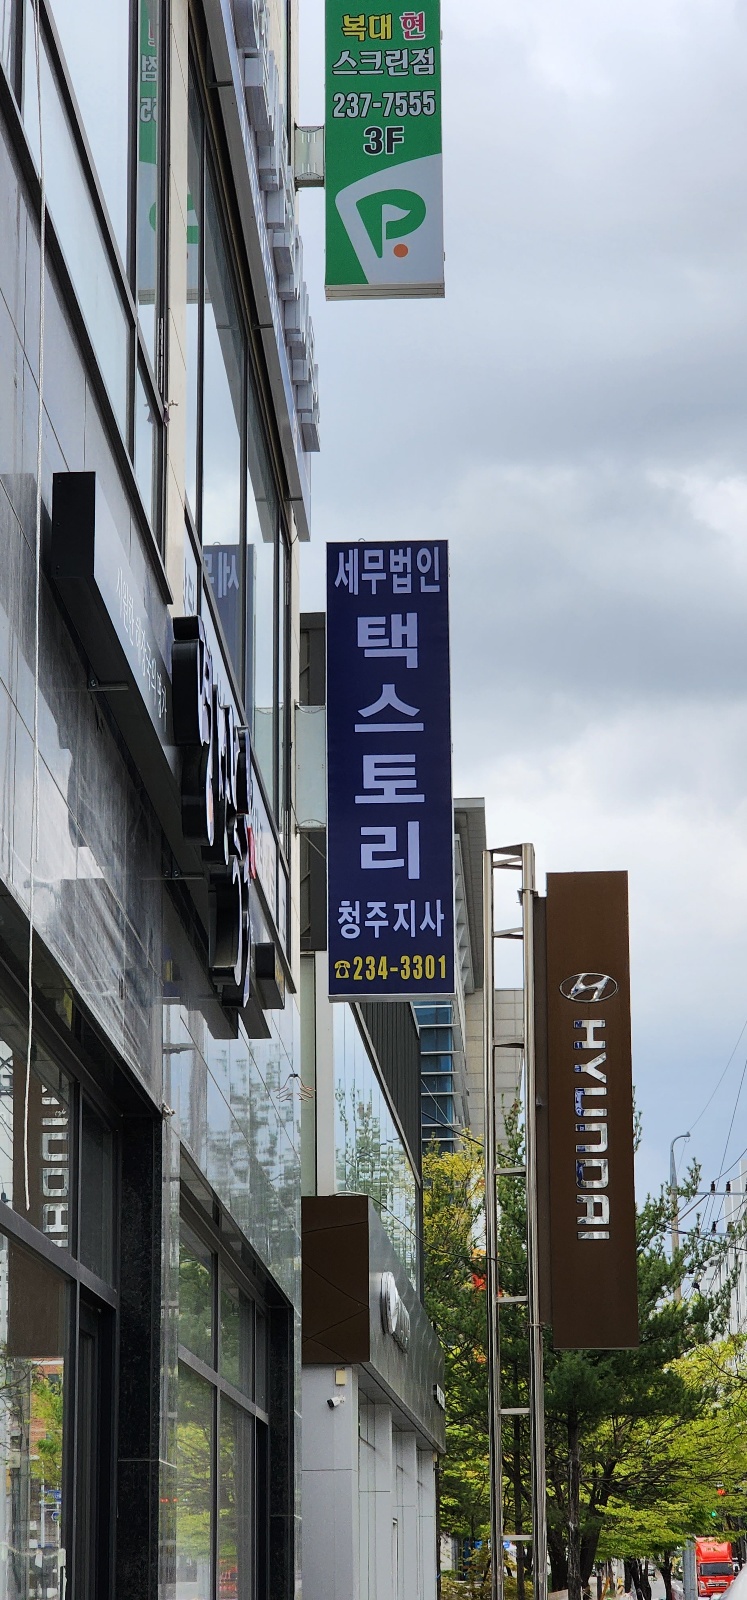 복대 현
스크린점
237-7555
3F
세무법인
택스토리
청주지사
☎234-3301
HYUNDAI